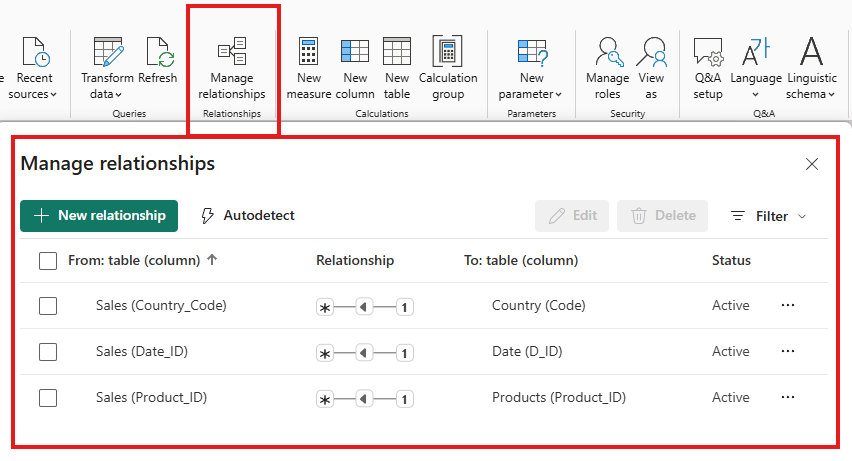 e Recent Transform Refresh Manage New New New Calculation New Manage View Q&A Language Linguistic
sources data relationships measure column table group parameter roles as setup schema
Queries Relationships Calculations Parameters Security Q&A
Manage relationships
New relationship Autodetect Edit Delete Filter
From: table (column) Relationship To: table (column) Status
Sales (Country_Code) * 1 Country (Code) Active ...
Sales (Date_ID) * 1 Date (D_ID) Active ...
Sales (Product_ID) * 1 Products (Product_ID) Active ...